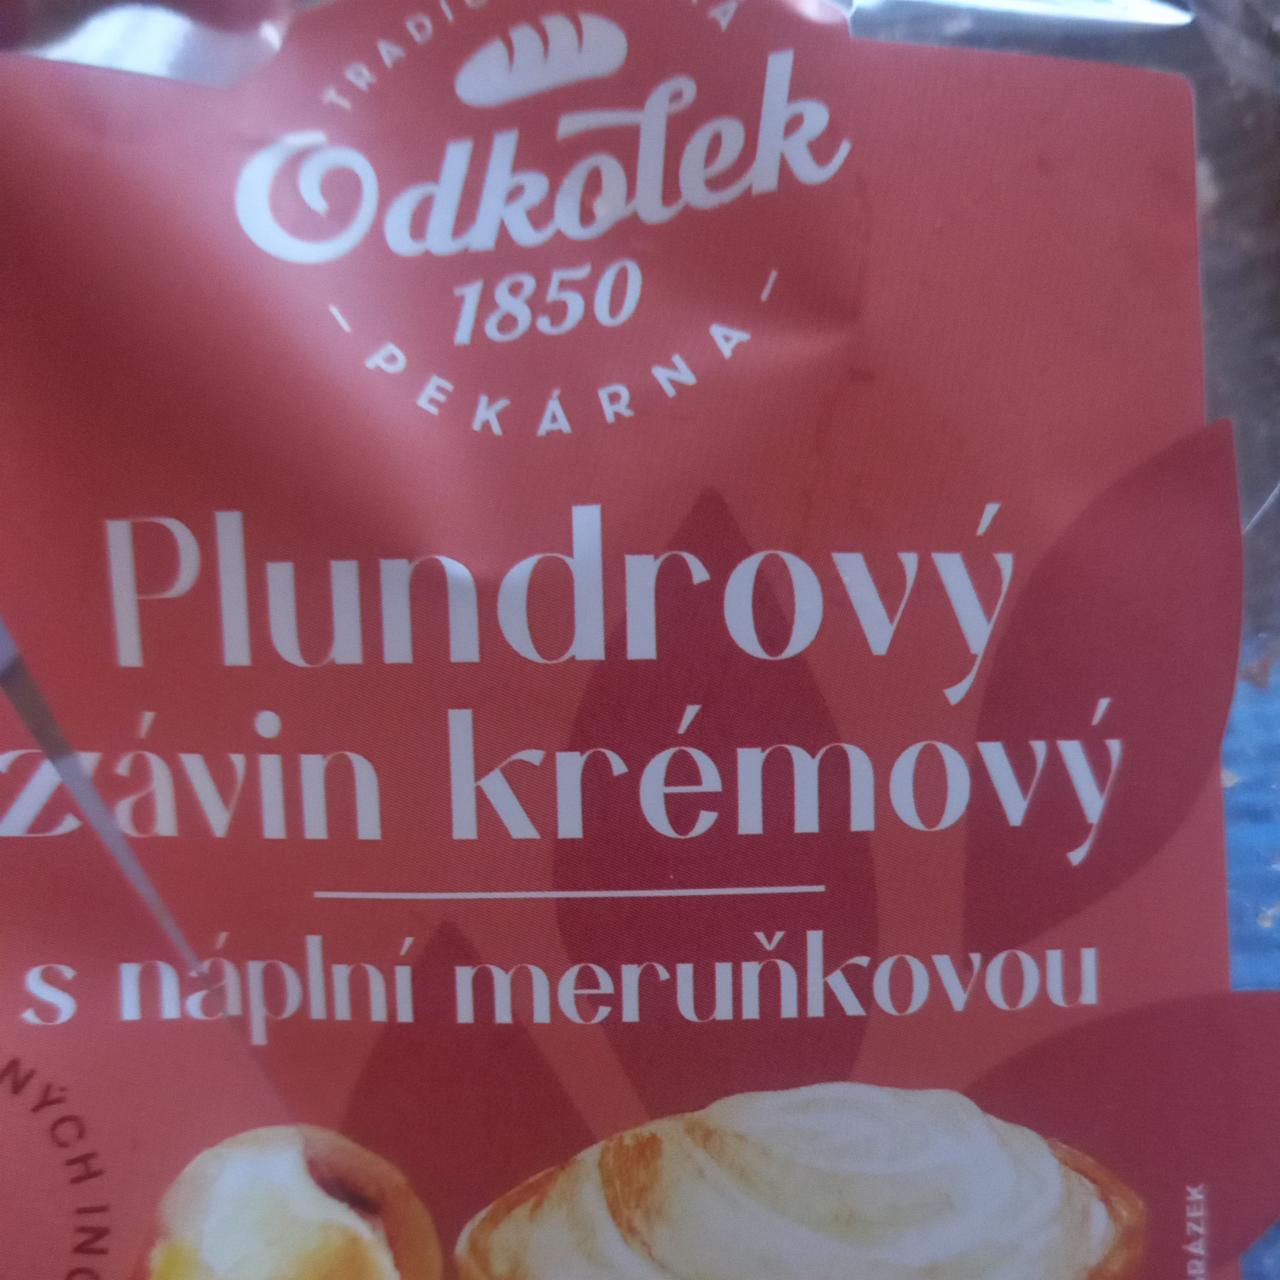 Odkolek
1850
PEKÁRNA
Plundrový
závin krémový
s náplní meruňkovou